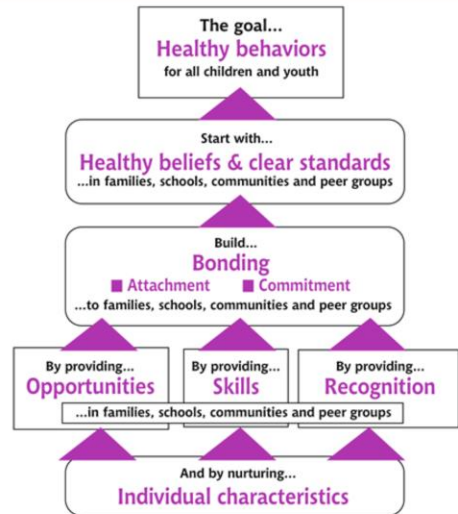 The goal...
Healthy behaviors
for all children and youth
Start with...
Healthy beliefs & clear standards
...in families, schools, communities and peer groups
Build...
Bonding
Attachment Commitment
...to families, schools, communities and peer groups
By providing... By providing... By providing...
Opportunities Skills Recognition
...in families, schools, communities and peer groups
And by nurturing...
Individual characteristics